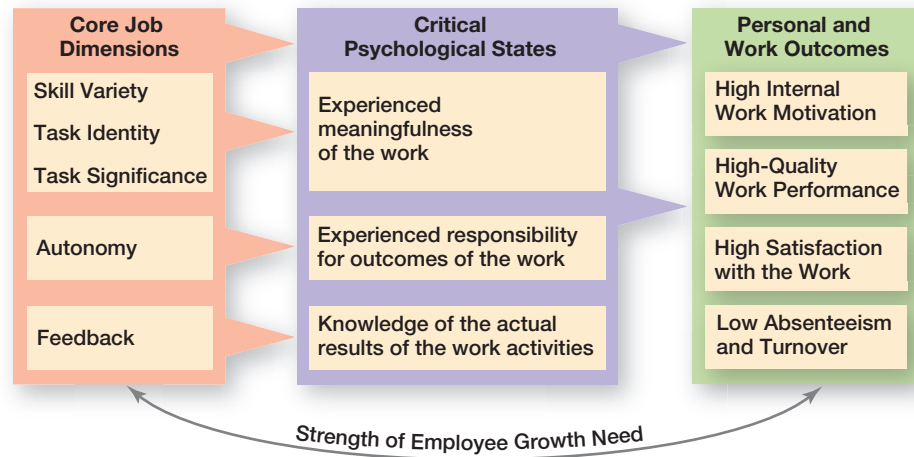 Core Job
Dimensions
Skill Variety
Task Identity
Task Significance
Autonomy
Feedback
Critical
Psychological States
Experienced
meaningfulness
of the work
Experienced responsibility
for outcomes of the work
Knowledge of the actual
results of the work activities
Personal and
Work Outcomes
High Internal
Work Motivation
High-Quality
Work Performance
High Satisfaction
with the Work
Low Absenteeism
and Turnover
Strength of Employee Growth Need